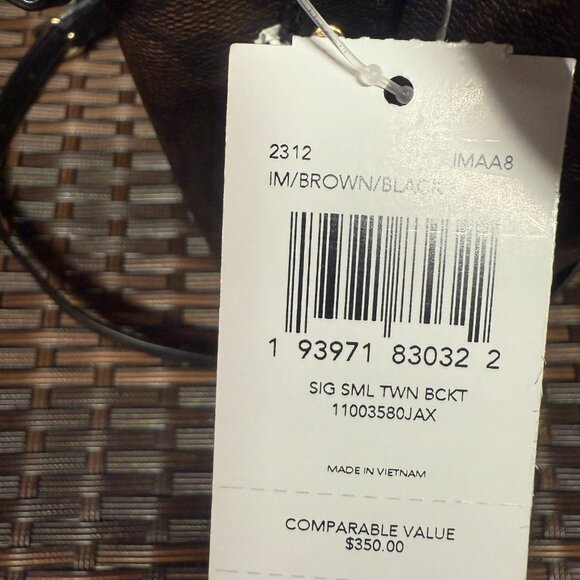 2312 IMAA8
IM/BROWN/BLACK
1 93971 83032 2
SIG SML TWN BCKT
11003580JAX
MADE IN VIETNAM
COMPARABLE VALUE
$350.00